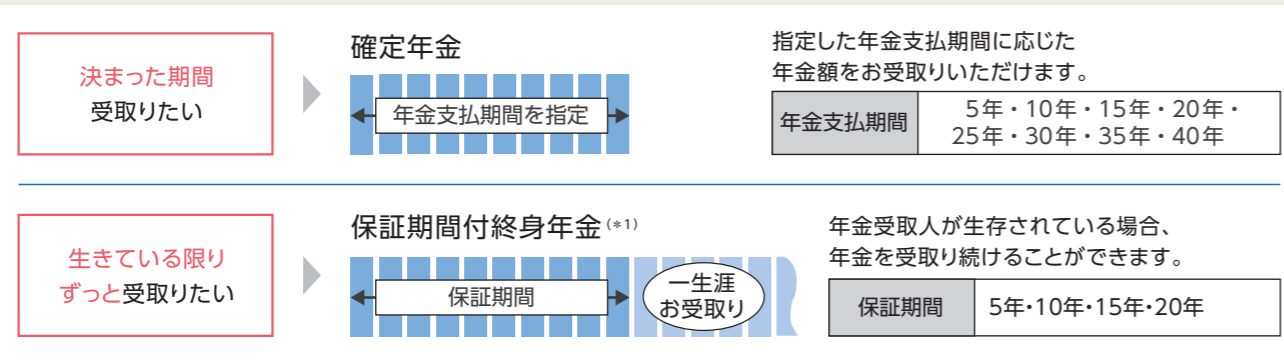 決まった期間
受取りたい
確定年金
年金支払期間を指定
指定した年金支払期間に応じた
年金額をお受取りいただけます。
年金支払期間
5年・10年・15年・20年・
25年・30年・35年・40年
生きている限り
ずっと受取りたい
保証期間付終身年金(*1)
保証期間
一生涯
お受取り
年金受取人が生存されている場合、
年金を受取り続けることができます。
保証期間
5年・10年・15年・20年